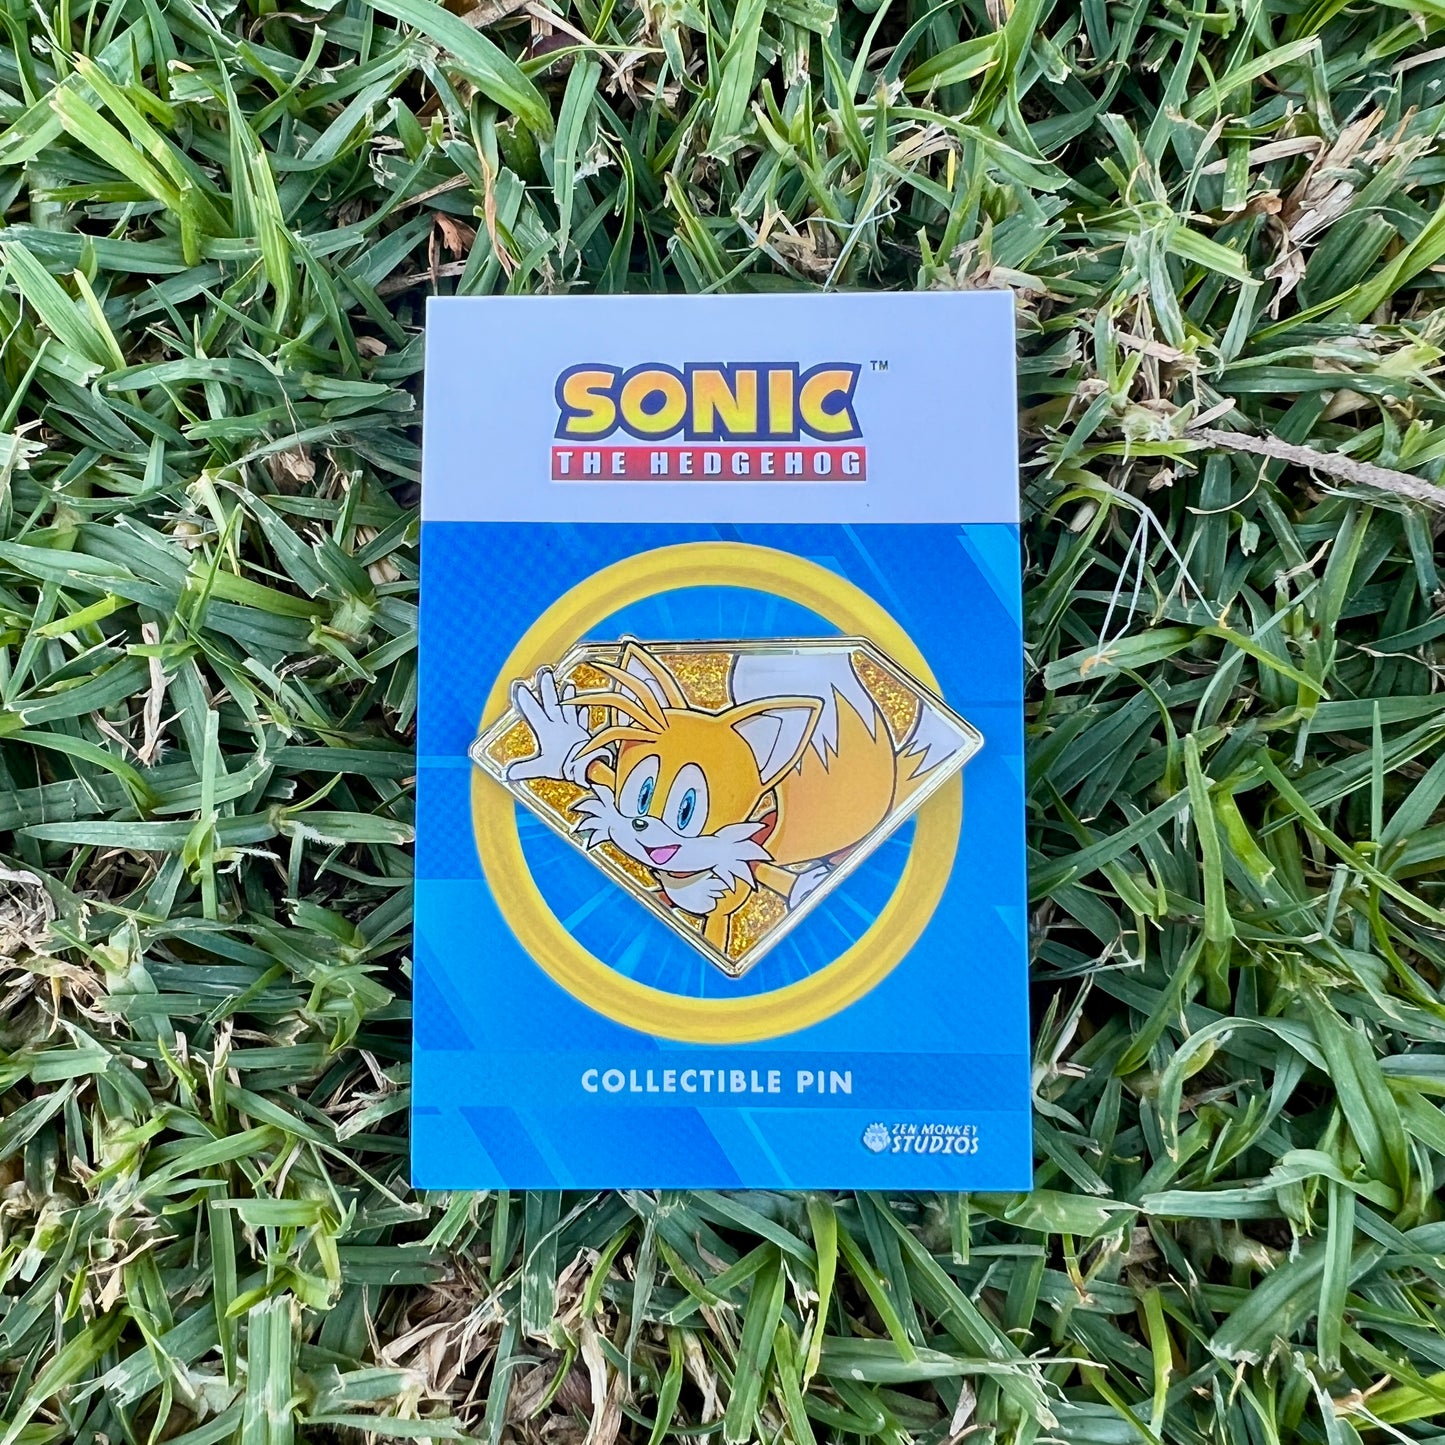 SONIC™
THE HEDGEHOG
COLLECTIBLE PIN
ZEN MONKEY
STUDIOS